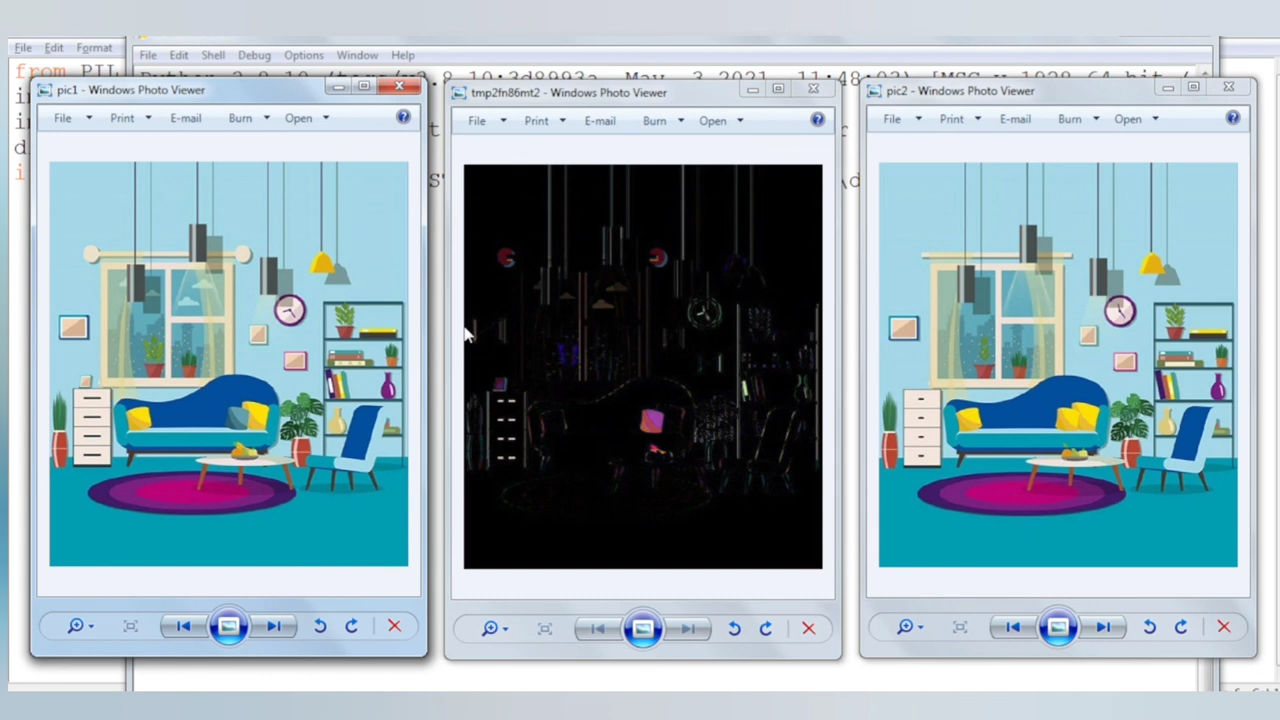 File Edit Format
File Edit Shell Debug Options Window Help
from PIL
pic1 - Windows Photo Viewer
File Print E-mail Burn Open
tmp2fn86mt2 - Windows Photo Viewer
File Print E-mail Burn Open
pic2 - Windows Photo Viewer
File Print E-mail Burn Open